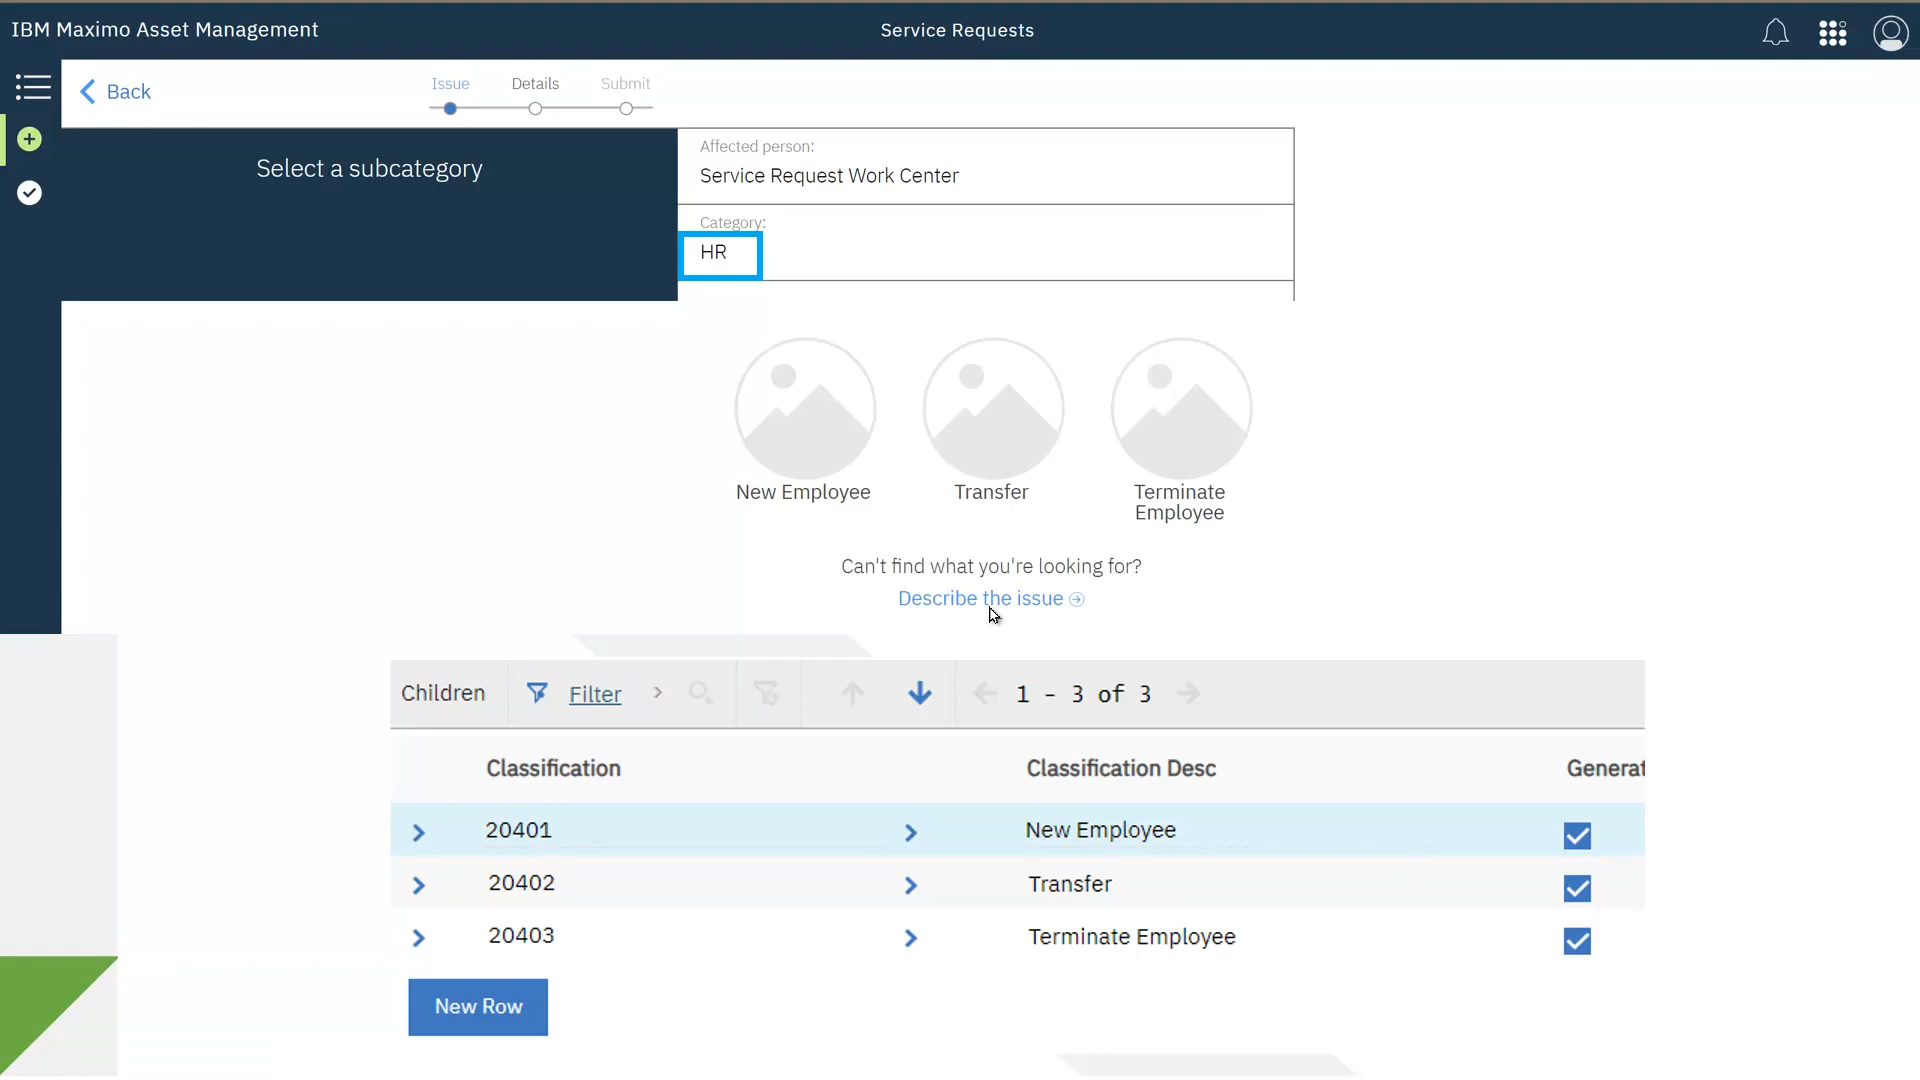 IBM Maximo Asset Management
Service Requests
Back
Issue
Details
Submit
Select a subcategory
Affected person:
Service Request Work Center
Category:
HR
New Employee
Transfer
Terminate
Employee
Can't find what you're looking for?
Describe the issue
Children
Filter
1 - 3 of 3
Classification
Classification Desc
Generat
20401
New Employee
20402
Transfer
20403
Terminate Employee
New Row